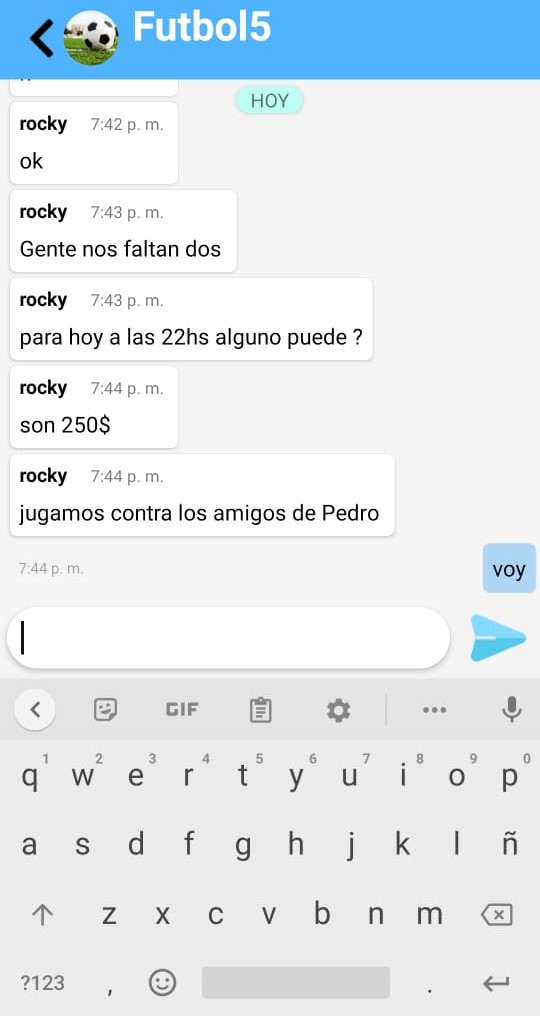 Futbol5
HOY
rocky 7:42 p. m.
ok
rocky 7:43 p. m.
Gente nos faltan dos
rocky 7:43 p. m.
para hoy a las 22hs alguno puede ?
rocky 7:44 p. m.
son 250$
rocky 7:44 p. m.
jugamos contra los amigos de Pedro
7:44 p. m. voy
GIF
1 2 3 4 5 6 7 8 9 0
q w e r t y u i o p
a s d f g h j k l ñ
z x c v b n m
?123 , .